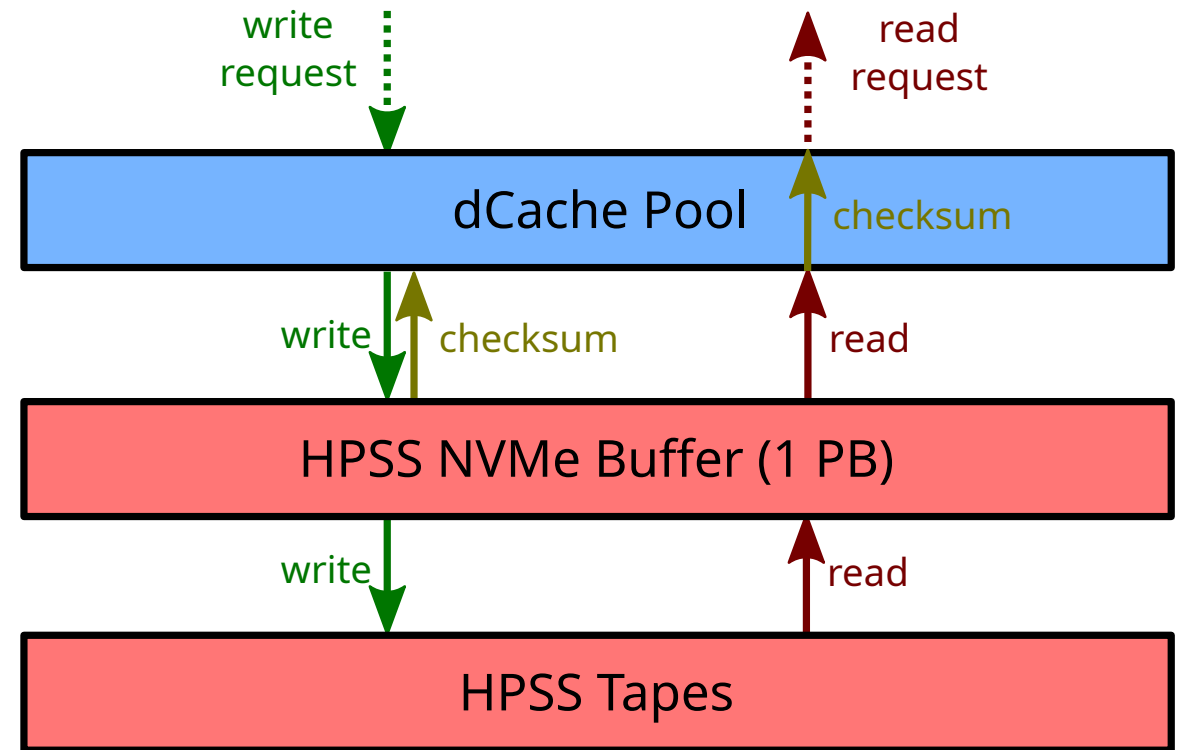 write
request
read
request
dCache Pool
checksum
write
checksum
read
HPSS NVMe Buffer (1 PB)
write
read
HPSS Tapes